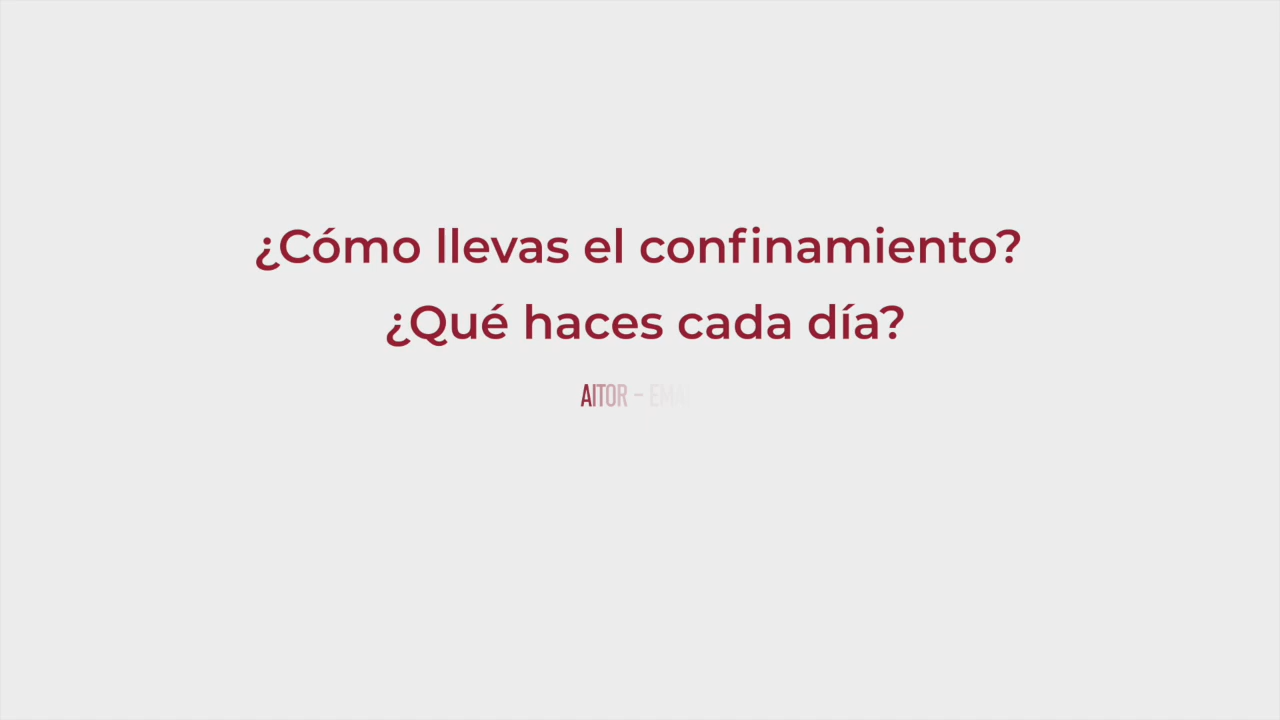 ¿Cómo llevas el confinamiento?
¿Qué haces cada día?
AITOR -